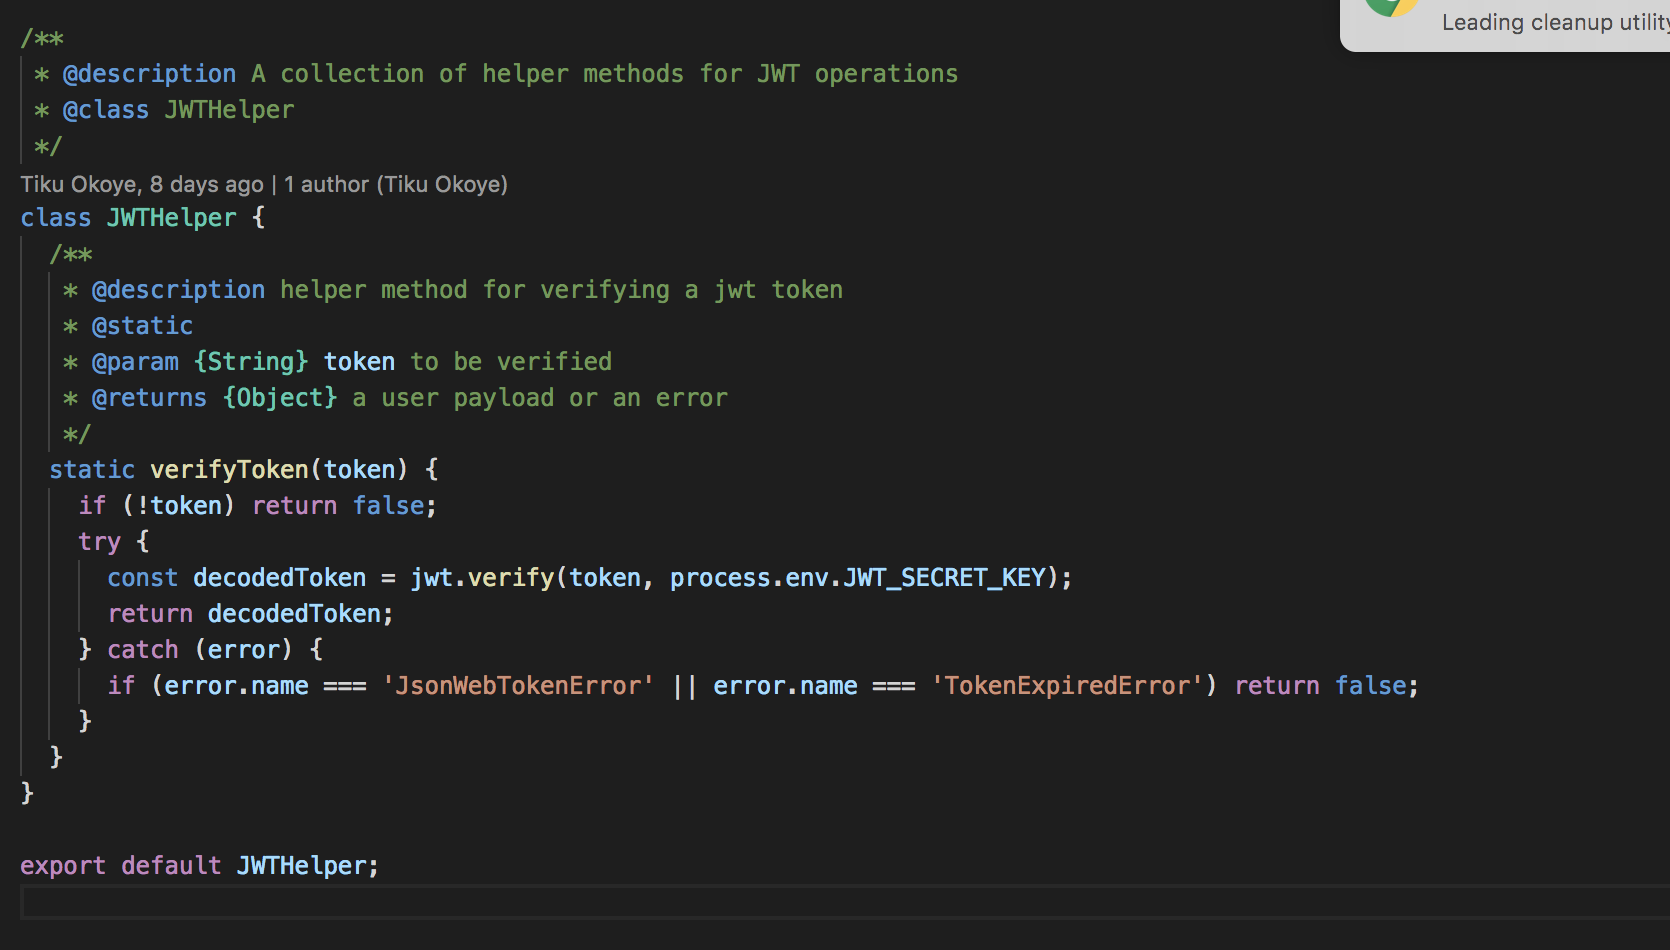 /**
Leading cleanup utility
* @description A collection of helper methods for JWT operations
* @class JWTHelper
*/
Tiku Okoye, 8 days ago | 1 author (Tiku Okoye)
class JWTHelper {
/**
* @description helper method for verifying a jwt token
* @static
* @param {String} token to be verified
* @returns {Object} a user payload or an error
*/
static verifyToken(token) {
if (!token) return false;
try {
const decodedToken = jwt.verify(token, process.env.JWT_SECRET_KEY);
return decodedToken;
} catch (error) {
if (error.name === 'JsonWebTokenError' || error.name === 'TokenExpiredError') return false;
}
}
}
export default JWTHelper;